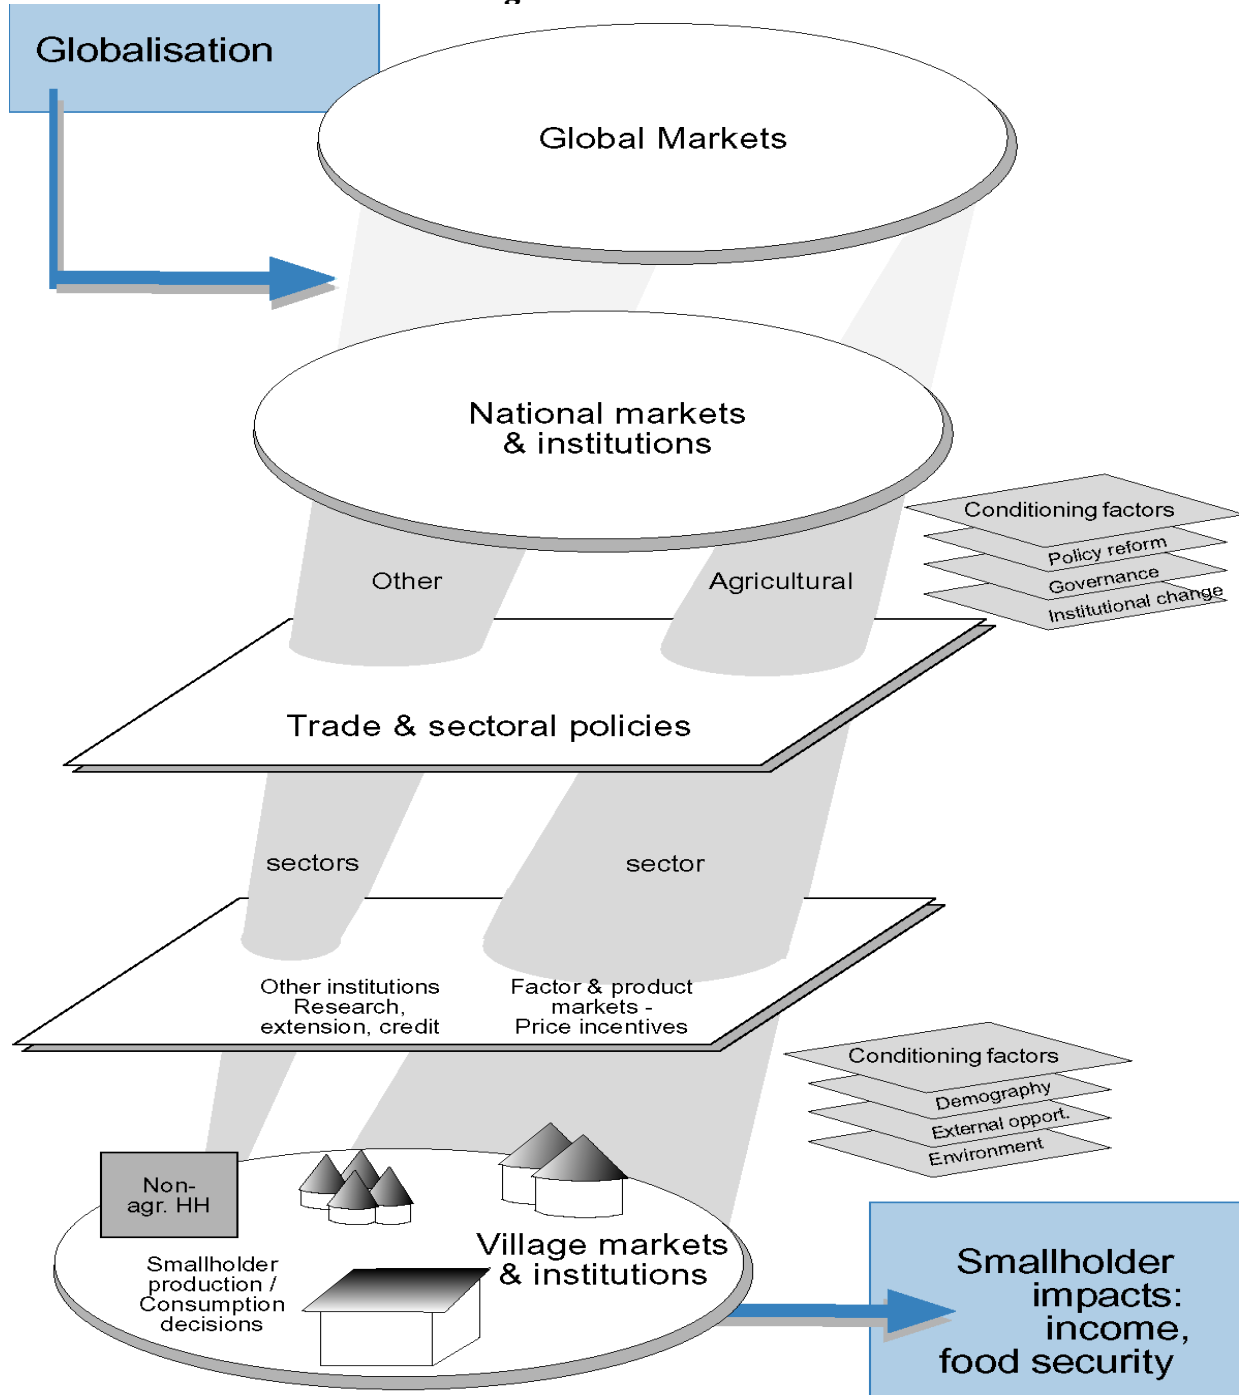 Globalisation
Global Markets
National markets
& institutions
Conditioning factors
Policy reform
Governance
Institutional change
Other
Agricultural
Trade & sectoral policies
sectors
sector
Other institutions
Research,
extension, credit
Factor & product
markets -
Price incentives
Conditioning factors
Demography
External opport.
Environment
Non-
agr. HH
Village markets
& institutions
Smallholder
production /
Consumption
decisions
Smallholder
impacts:
income,
food security